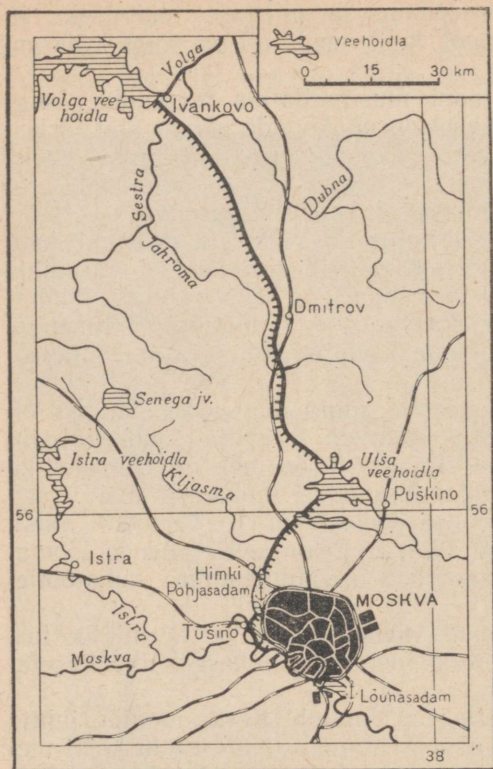 Veehoidla
0 15 30 km
Volga
Volga vee-
hoidla
Ivankovo
Sestra
Dubna
Jahroma
Dmitrov
Senega jv.
Istra veehoidla
Utša
veehoidla
Kljasma
Puškino
56 56
Istra
Himki
Põhjasadam
MOSKVA
Istra
Tušino
Moskva
Lõunasadam
38